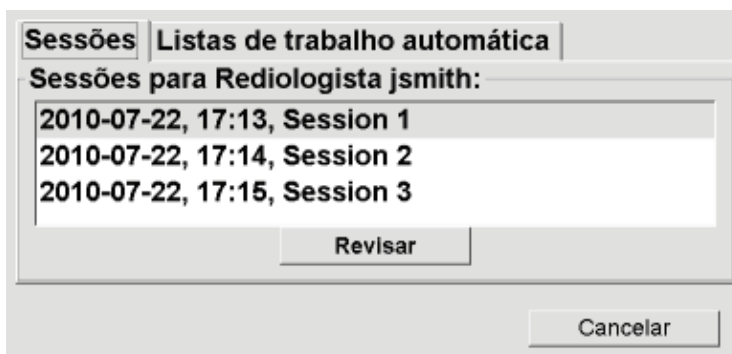 Sessões Listas de trabalho automática
Sessões para Rediologista jsmith:
2010-07-22, 17:13, Session 1
2010-07-22, 17:14, Session 2
2010-07-22, 17:15, Session 3
Revisar
Cancelar